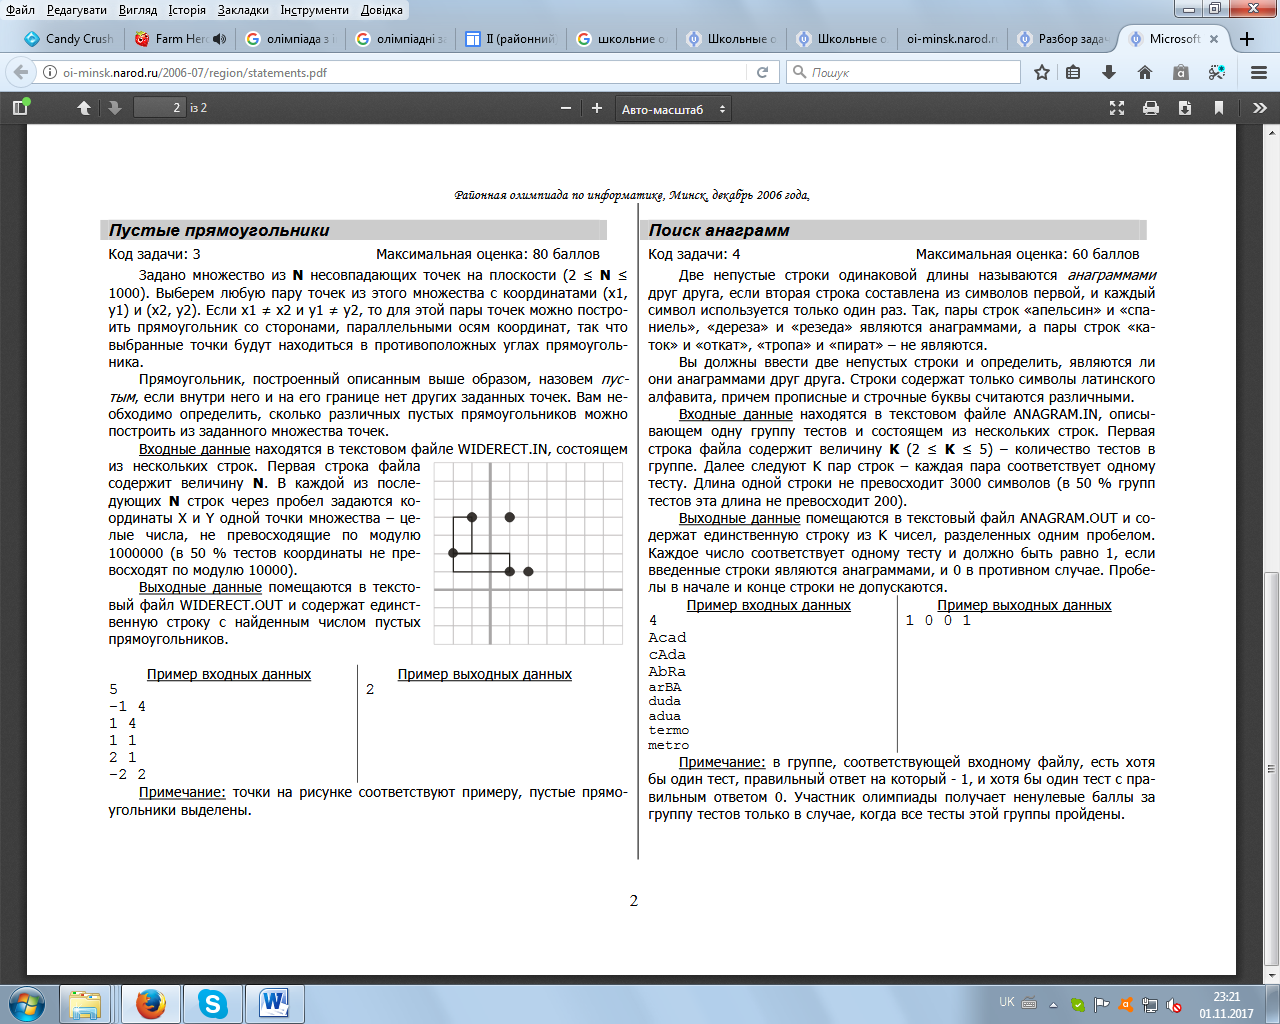 Файл Редагувати Вигляд Історія Закладки Інструменти Довідка
Candy Crush
Farm Hero
олімпіада з і
олімпіадні за
II (районний)
школьние о
Школьные о
Школьные о
oi-minsk.narod.ru
Разбор задач
Microsoft
oi-minsk.narod.ru/2006-07/region/statements.pdf
Пошук
2 із 2
Авто-масштаб
Районная олимпиада по информатике, Минск, декабрь 2006 года,
Пустые прямоугольники
Код задачи: 3 Максимальная оценка: 80 баллов
Задано множество из N несовпадающих точек на плоскости (2 ≤ N ≤
1000). Выберем любую пару точек из этого множества с координатами (x1,
y1) и (x2, y2). Если x1 ≠ x2 и y1 ≠ y2, то для этой пары точек можно постро-
ить прямоугольник со сторонами, параллельными осям координат, так что
выбранные точки будут находиться в противоположных углах прямоуголь-
ника.
Прямоугольник, построенный описанным выше образом, назовем пус-
тым, если внутри него и на его границе нет других заданных точек. Вам не-
обходимо определить, сколько различных пустых прямоугольников можно
построить из заданного множества точек.
Входные данные находятся в текстовом файле WIDERECT.IN, состоящем
из нескольких строк. Первая строка файла
содержит величину N. В каждой из после-
дующих N строк через пробел задаются ко-
ординаты X и Y одной точки множества – це-
лые числа, не превосходящие по модулю
1000000 (в 50 % тестов координаты не пре-
восходят по модулю 10000).
Выходные данные помещаются в тексто-
вый файл WIDERECT.OUT и содержат единст-
венную строку с найденным числом пустых
прямоугольников.
Пример входных данных Пример выходных данных
5 2
-1 4
1 4
1 1
2 1
-2 2
Примечание: точки на рисунке соответствуют примеру, пустые прямо-
угольники выделены.
Поиск анаграмм
Код задачи: 4 Максимальная оценка: 60 баллов
Две непустые строки одинаковой длины называются анаграммами
друг друга, если вторая строка составлена из символов первой, и каждый
символ используется только один раз. Так, пары строк «апельсин» и «спа-
ниель», «дереза» и «резеда» являются анаграммами, а пары строк «ка-
ток» и «откат», «тропа» и «пират» – не являются.
Вы должны ввести две непустых строки и определить, являются ли
они анаграммами друг друга. Строки содержат только символы латинского
алфавита, причем прописные и строчные буквы считаются различными.
Входные данные находятся в текстовом файле ANAGRAM.IN, описы-
вающем одну группу тестов и состоящем из нескольких строк. Первая
строка файла содержит величину K (2 ≤ K ≤ 5) – количество тестов в
группе. Далее следуют K пар строк – каждая пара соответствует одному
тесту. Длина одной строки не превосходит 3000 символов (в 50 % групп
тестов эта длина не превосходит 200).
Выходные данные помещаются в текстовый файл ANAGRAM.OUT и со-
держат единственную строку из K чисел, разделенных одним пробелом.
Каждое число соответствует одному тесту и должно быть равно 1, если
введенные строки являются анаграммами, и 0 в противном случае. Пробе-
лы в начале и конце строки не допускаются.
Пример входных данных Пример выходных данных
4 1 0 0 1
Acad
cAda
AbRa
arBA
duda
adua
termo
metro
Примечание: в группе, соответствующей входному файлу, есть хотя
бы один тест, правильный ответ на который - 1, и хотя бы один тест с пра-
вильным ответом 0. Участник олимпиады получает ненулевые баллы за
группу тестов только в случае, когда все тесты этой группы пройдены.
2
UK
23:21
01.11.2017